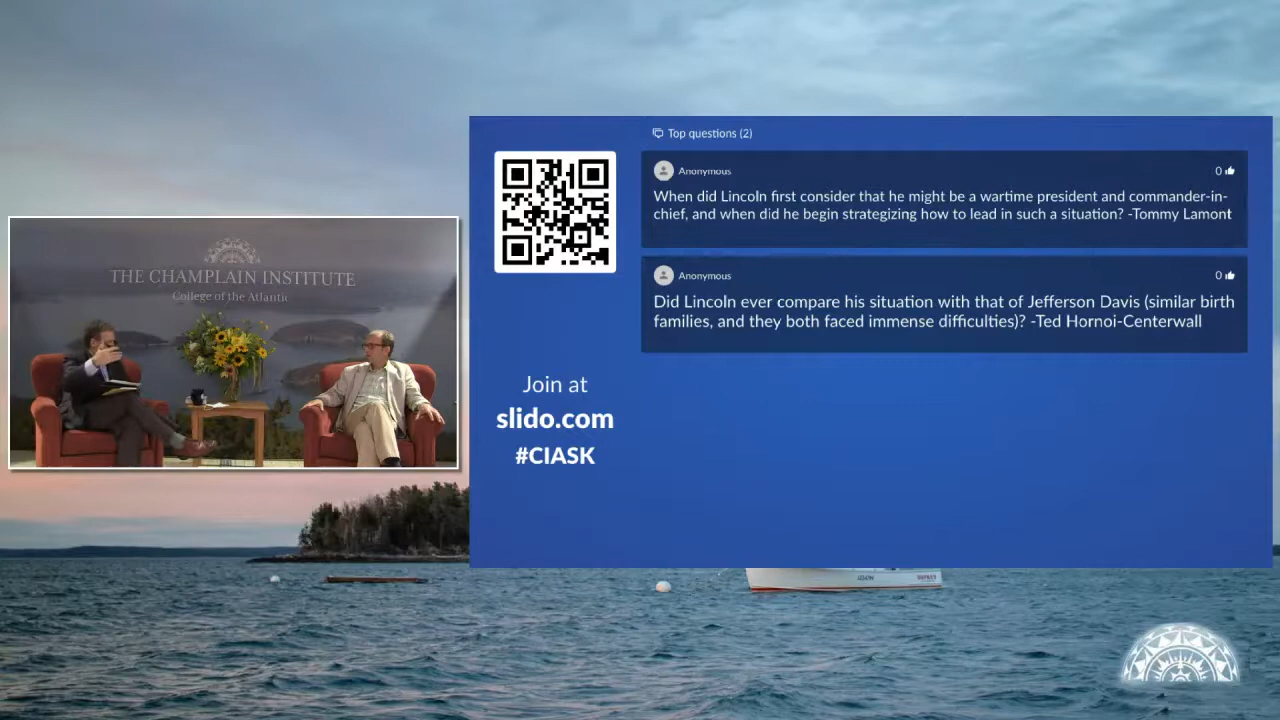 THE CHAMPLAIN INSTITUTE
College of the Atlantic
Top questions (2)
Anonymous
0
When did Lincoln first consider that he might be a wartime president and commander-in-
chief, and when did he begin strategizing how to lead in such a situation? -Tommy Lamont
Anonymous
0
Did Lincoln ever compare his situation with that of Jefferson Davis (similar birth
families, and they both faced immense difficulties)? -Ted Hornoi-Centerwall
Join at
slido.com
#CIASK